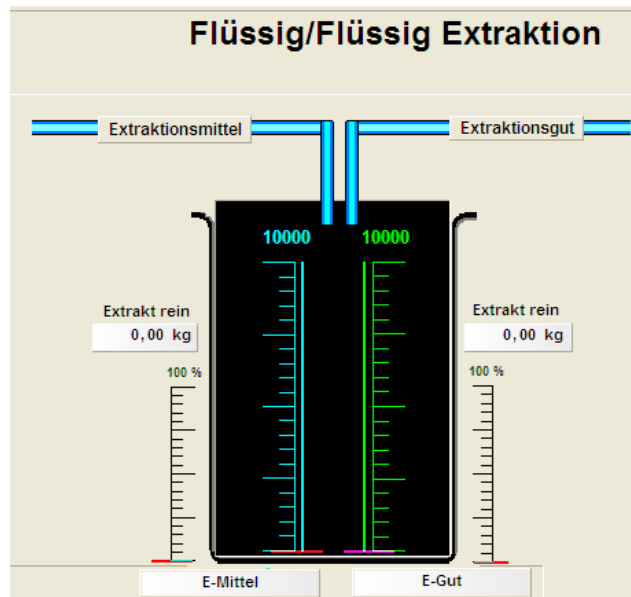 Flüssig/Flüssig Extraktion
Extraktionsmittel
Extraktionsgut
10000
10000
Extrakt rein
0,00 kg
Extrakt rein
0,00 kg
100 %
100 %
E-Mittel
E-Gut